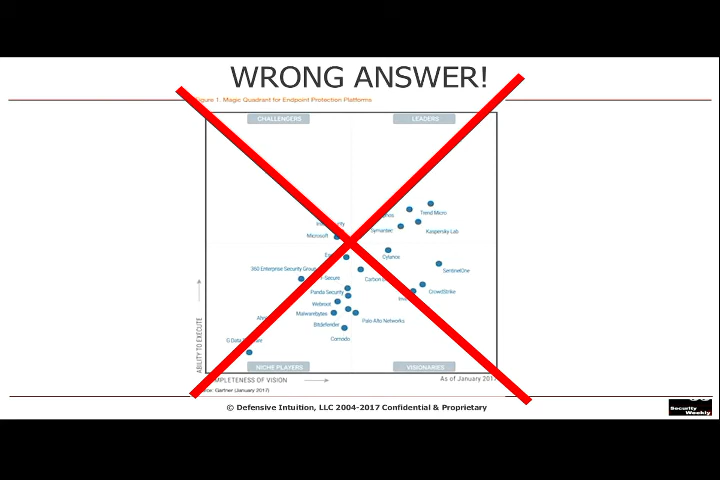 WRONG ANSWER!
Figure 1. Magic Quadrant for Endpoint Protection Platforms
CHALLENGERS
LEADERS
Trend Micro
Symantec
Kaspersky Lab
Microsoft
Cylance
360 Enterprise Security Group
SentinelOne
Carbon
Panda Security
CrowdStrike
Webroot
Malwarebytes
Palo Alto Networks
Bitdefender
Comodo
G Data
ABILITY TO EXECUTE
NICHE PLAYERS
VISIONARIES
OMPLETENESS OF VISION
As of January 2017
Gartner (January 2017)
© Defensive Intuition, LLC 2004-2017 Confidential & Proprietary
Security
Weekly